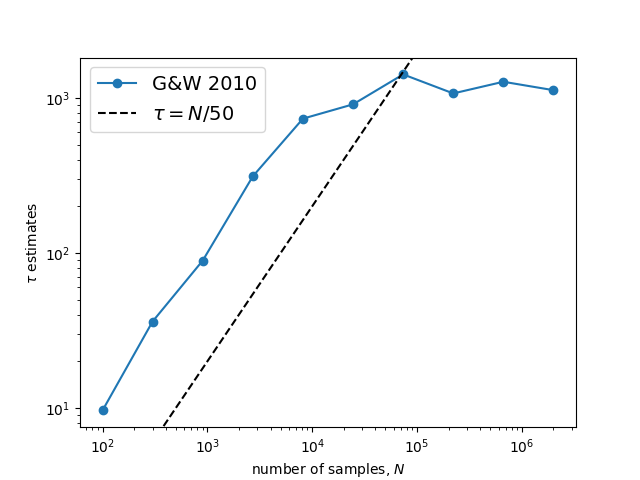 G&W 2010
τ = N/50
10³
10²
10¹
τ estimates
10² 10³ 10⁴ 10⁵ 10⁶
number of samples, N